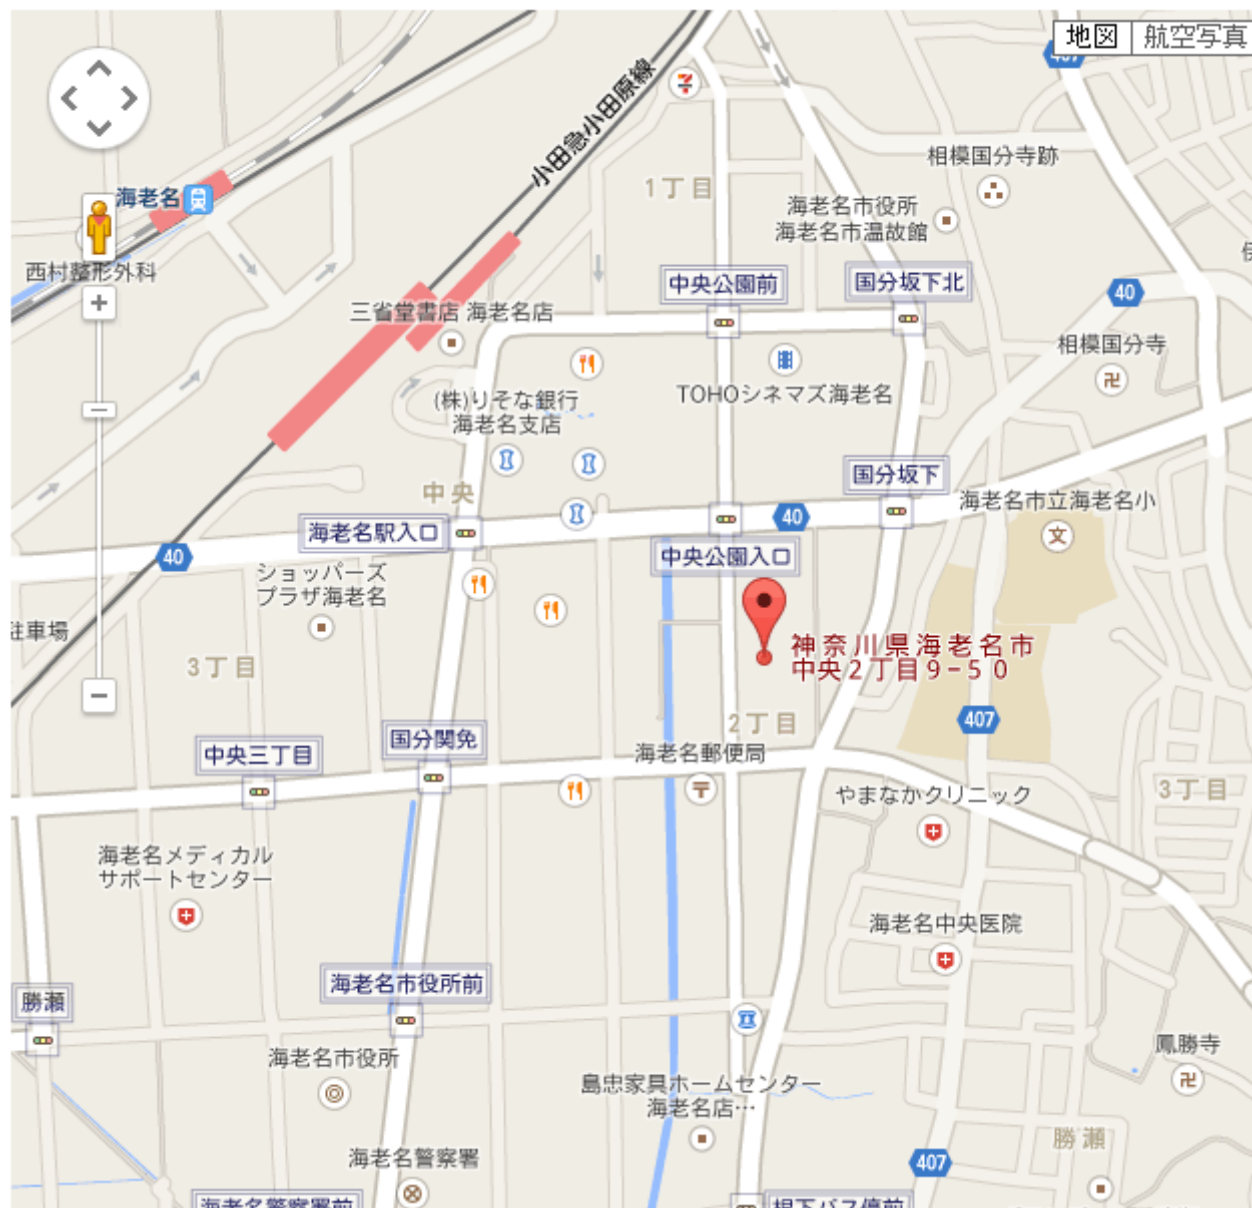 地図
航空写真
407
小田急小田原線
海老名
西村整形外科
1丁目
相模国分寺跡
海老名市役所
海老名市温故館
三省堂書店 海老名店
中央公園前
国分坂下北
40
相模国分寺
TOHOシネマズ海老名
(株)りそな銀行
海老名支店
中央
国分坂下
海老名市立海老名小
文
海老名駅入口
40
40
中央公園入口
ショッパーズ
プラザ海老名
駐車場
3丁目
神奈川県海老名市
中央2丁目9-50
2丁目
407
国分関免
中央三丁目
海老名郵便局
やまなかクリニック
3丁目
海老名メディカル
サポートセンター
海老名中央医院
海老名市役所前
勝瀬
海老名市役所
鳳勝寺
島忠家具ホームセンター
海老名店…
勝瀬
海老名警察署
407
海老名警察署前